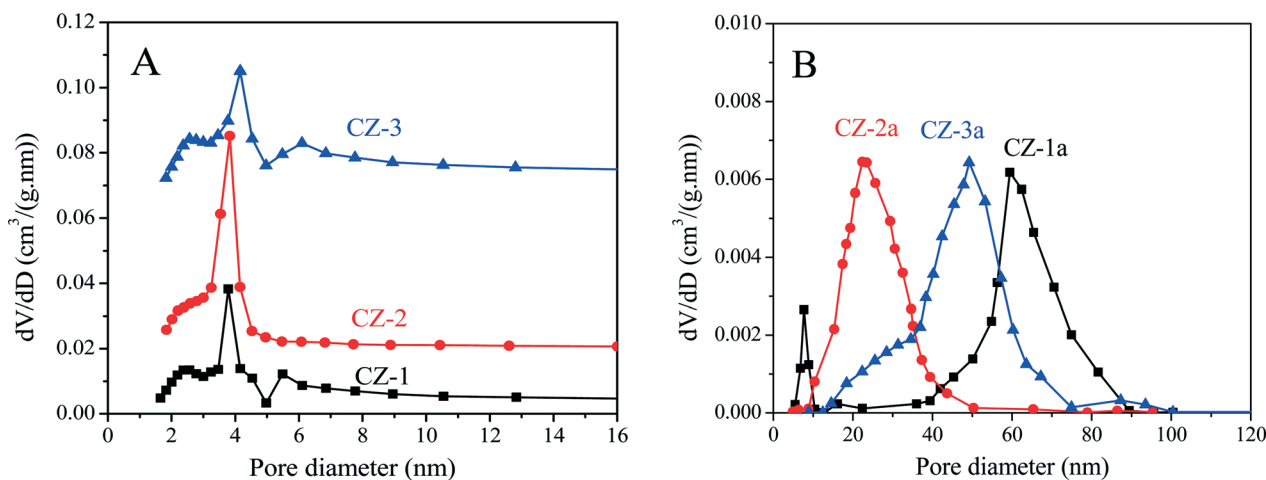 A
dV/dD (cm³/(g.nm))
0.12
0.10
0.08
0.06
0.04
0.02
0.00
CZ-3
CZ-2
CZ-1
0 2 4 6 8 10 12 14 16
Pore diameter (nm)
B
dV/dD (cm³/(g.nm))
0.010
0.008
0.006
0.004
0.002
0.000
CZ-2a
CZ-3a
CZ-1a
0 20 40 60 80 100 120
Pore diameter (nm)